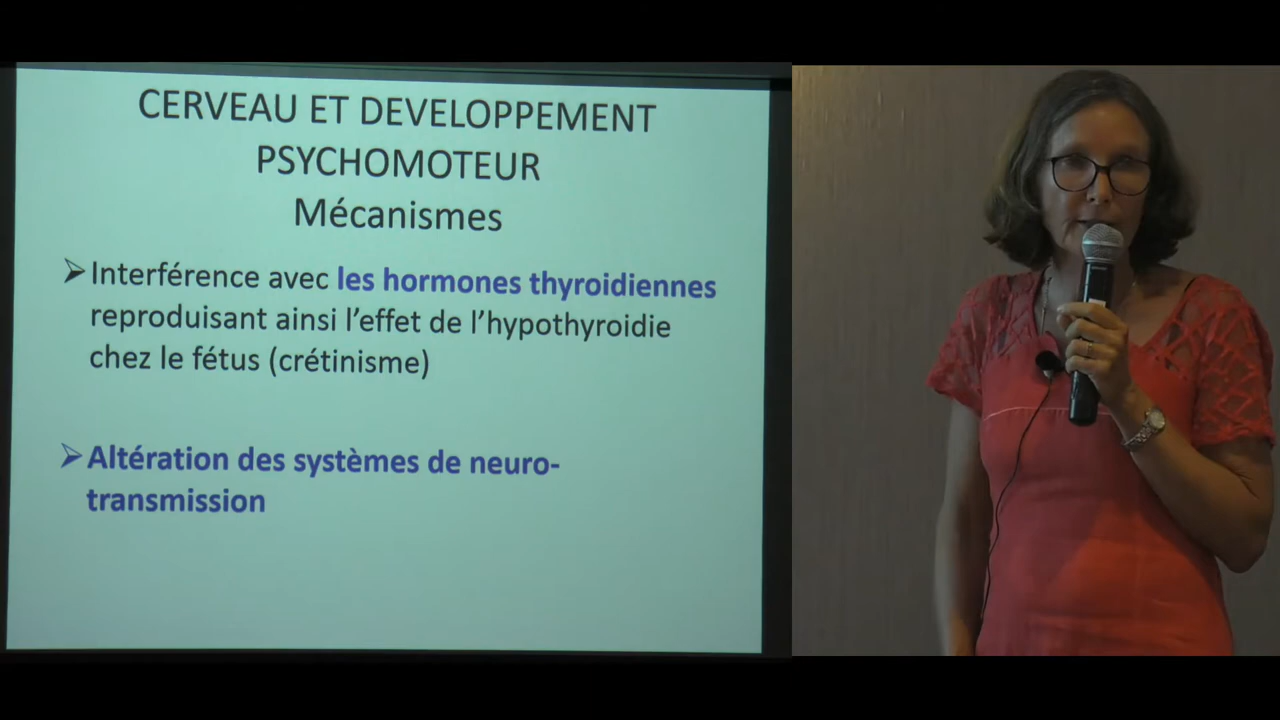 CERVEAU ET DEVELOPPEMENT
PSYCHOMOTEUR
Mécanismes
➢Interférence avec les hormones thyroidiennes
reproduisant ainsi l’effet de l’hypothyroidie
chez le fétus (crétinisme)
➢Altération des systèmes de neuro-
transmission